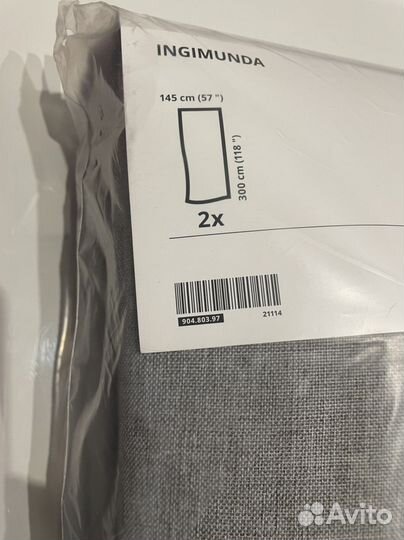 INGIMUNDA
145 cm (57 ")
300 cm (118 ")
2x
904.803.97
21114
Avito